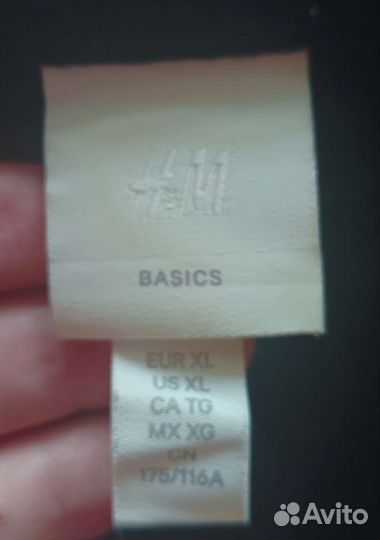 H&M
BASICS
EUR XL
US XL
CA TG
MX XG
CN
175/116A
Avito